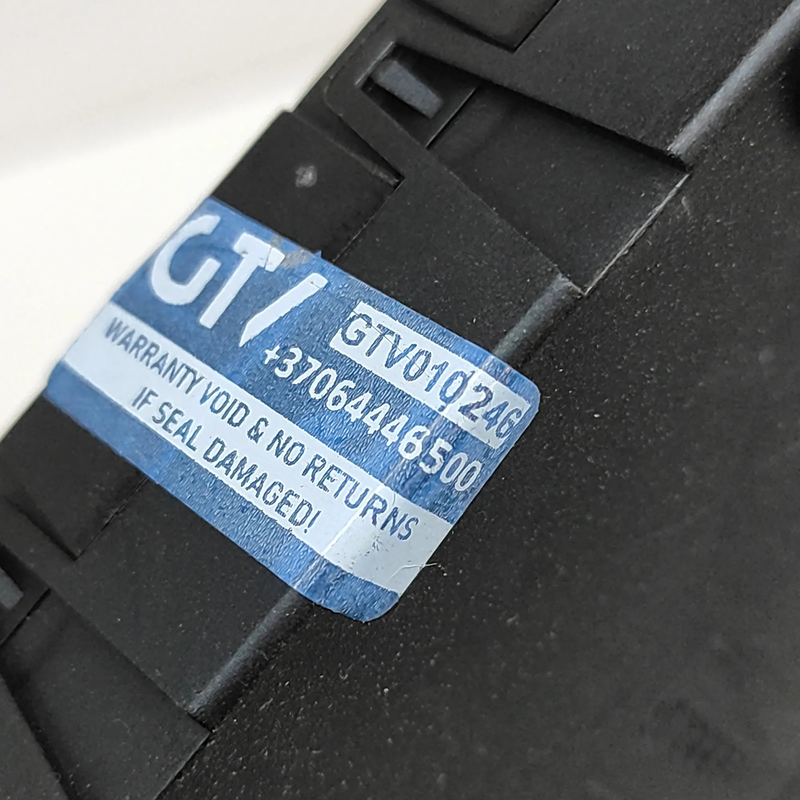 GTV
GTV010246
+37064446500
WARRANTY VOID & NO RETURNS
IF SEAL DAMAGED!